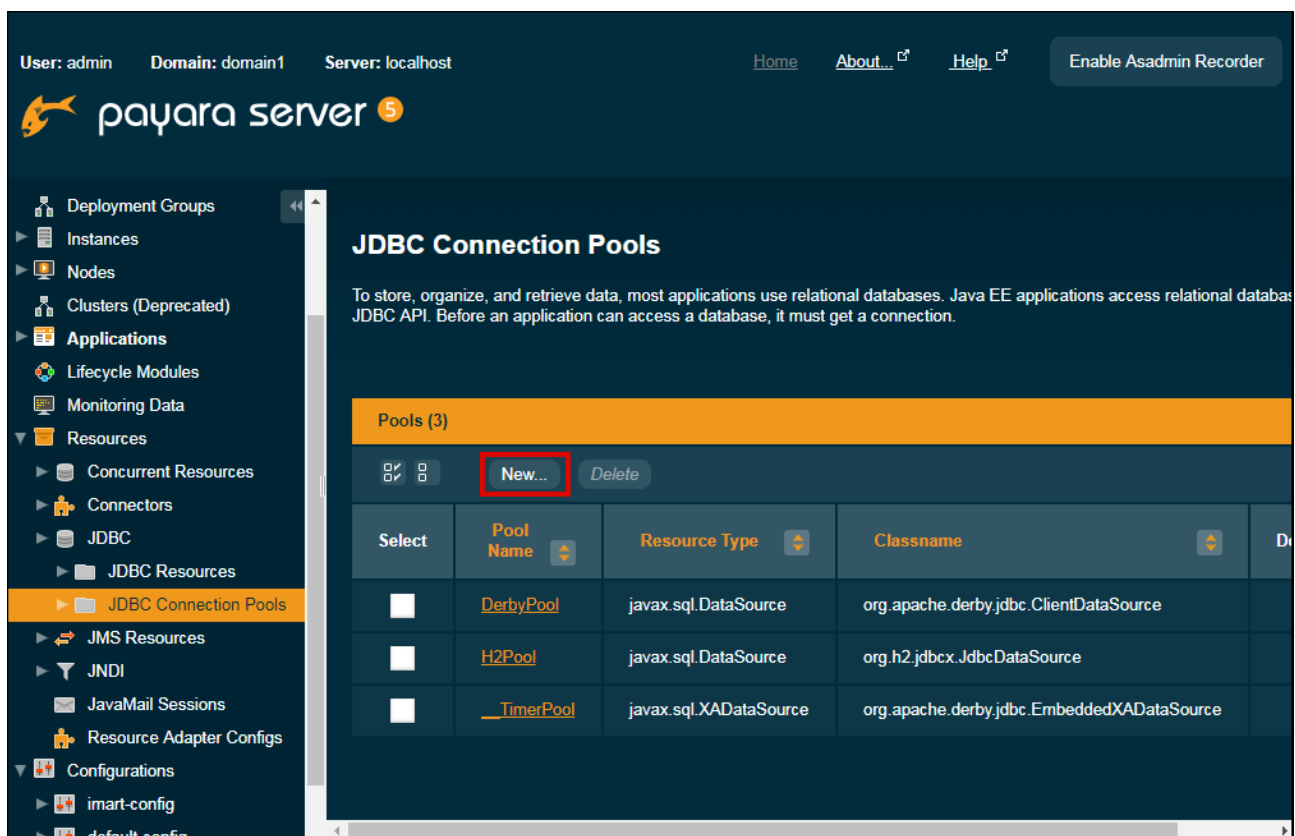 User: admin Domain: domain1 Server: localhost Home About... Help Enable Asadmin Recorder
payara server 5
Deployment Groups
Instances
Nodes
Clusters (Deprecated)
Applications
Lifecycle Modules
Monitoring Data
Resources
Concurrent Resources
Connectors
JDBC
JDBC Resources
JDBC Connection Pools
JMS Resources
JNDI
JavaMail Sessions
Resource Adapter Configs
Configurations
imart-config
default-config
JDBC Connection Pools
To store, organize, and retrieve data, most applications use relational databases. Java EE applications access relational databas
JDBC API. Before an application can access a database, it must get a connection.
Pools (3)
New... Delete
Select Pool Name Resource Type Classname De
DerbyPool javax.sql.DataSource org.apache.derby.jdbc.ClientDataSource
H2Pool javax.sql.DataSource org.h2.jdbcx.JdbcDataSource
__TimerPool javax.sql.XADataSource org.apache.derby.jdbc.EmbeddedXADataSource